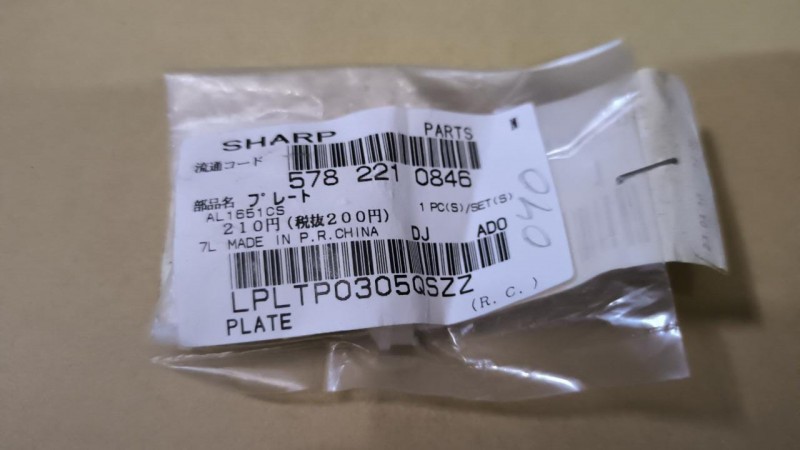 SHARP PARTS N
流通コード
578 221 0846
部品名 プレート
AL1651CS 1 PC(S)/SET(S)
210円(税抜200円)
7L MADE IN P.R.CHINA DJ ADO
040
LPLTP0305QSZZ
PLATE (R.C.)